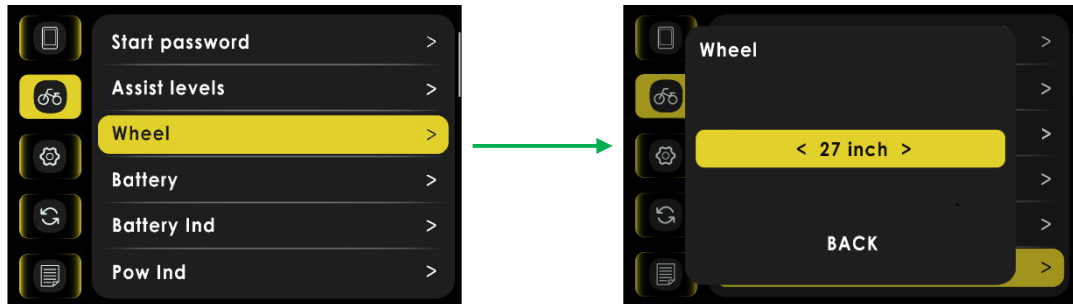 Start password >
Assist levels >
Wheel >
Battery >
Battery Ind >
Pow Ind >
Wheel
< 27 inch >
BACK
>
>
>
>
>
>